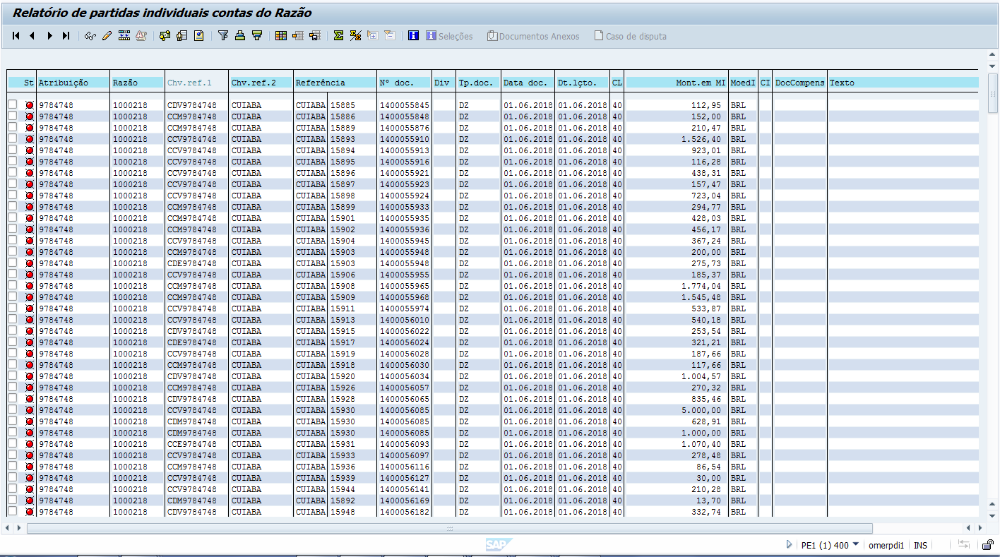 Relatório de partidas individuais contas do Razão
Seleções Documentos Anexos Caso de disputa
St Atribuição Razão Chv.ref.1 Chv.ref.2 Referência Nº doc. Div Tp.doc. Data doc. Dt.lçto. CL Mont.em MI MoedI CI DocCompens Texto
9784748 1000218 CDV9784748 CUIABA CUIABA 15885 1400055845 DZ 01.06.2018 01.06.2018 40 112,95 BRL
9784748 1000218 CCM9784748 CUIABA CUIABA 15886 1400055848 DZ 01.06.2018 01.06.2018 40 152,00 BRL
9784748 1000218 CCM9784748 CUIABA CUIABA 15889 1400055876 DZ 01.06.2018 01.06.2018 40 210,47 BRL
9784748 1000218 CCV9784748 CUIABA CUIABA 15893 1400055910 DZ 01.06.2018 01.06.2018 40 1.526,40 BRL
9784748 1000218 CCV9784748 CUIABA CUIABA 15894 1400055913 DZ 01.06.2018 01.06.2018 40 923,01 BRL
9784748 1000218 CCV9784748 CUIABA CUIABA 15895 1400055916 DZ 01.06.2018 01.06.2018 40 116,28 BRL
9784748 1000218 CCV9784748 CUIABA CUIABA 15896 1400055921 DZ 01.06.2018 01.06.2018 40 438,31 BRL
9784748 1000218 CCV9784748 CUIABA CUIABA 15897 1400055923 DZ 01.06.2018 01.06.2018 40 157,47 BRL
9784748 1000218 CCV9784748 CUIABA CUIABA 15898 1400055924 DZ 01.06.2018 01.06.2018 40 723,04 BRL
9784748 1000218 CCM9784748 CUIABA CUIABA 15899 1400055933 DZ 01.06.2018 01.06.2018 40 294,77 BRL
9784748 1000218 CCM9784748 CUIABA CUIABA 15901 1400055935 DZ 01.06.2018 01.06.2018 40 428,03 BRL
9784748 1000218 CCM9784748 CUIABA CUIABA 15902 1400055936 DZ 01.06.2018 01.06.2018 40 456,17 BRL
9784748 1000218 CCV9784748 CUIABA CUIABA 15904 1400055945 DZ 01.06.2018 01.06.2018 40 367,24 BRL
9784748 1000218 CCM9784748 CUIABA CUIABA 15903 1400055948 DZ 01.06.2018 01.06.2018 40 200,00 BRL
9784748 1000218 CDE9784748 CUIABA CUIABA 15903 1400055948 DZ 01.06.2018 01.06.2018 40 275,73 BRL
9784748 1000218 CCV9784748 CUIABA CUIABA 15906 1400055955 DZ 01.06.2018 01.06.2018 40 185,37 BRL
9784748 1000218 CCM9784748 CUIABA CUIABA 15908 1400055965 DZ 01.06.2018 01.06.2018 40 1.774,04 BRL
9784748 1000218 CCM9784748 CUIABA CUIABA 15909 1400055968 DZ 01.06.2018 01.06.2018 40 1.545,48 BRL
9784748 1000218 CCV9784748 CUIABA CUIABA 15911 1400055974 DZ 01.06.2018 01.06.2018 40 533,87 BRL
9784748 1000218 CCV9784748 CUIABA CUIABA 15913 1400056010 DZ 01.06.2018 01.06.2018 40 540,18 BRL
9784748 1000218 CDV9784748 CUIABA CUIABA 15915 1400056022 DZ 01.06.2018 01.06.2018 40 253,54 BRL
9784748 1000218 CDE9784748 CUIABA CUIABA 15917 1400056024 DZ 01.06.2018 01.06.2018 40 321,21 BRL
9784748 1000218 CCV9784748 CUIABA CUIABA 15919 1400056028 DZ 01.06.2018 01.06.2018 40 187,66 BRL
9784748 1000218 CCM9784748 CUIABA CUIABA 15918 1400056030 DZ 01.06.2018 01.06.2018 40 117,66 BRL
9784748 1000218 CDV9784748 CUIABA CUIABA 15920 1400056034 DZ 01.06.2018 01.06.2018 40 1.004,57 BRL
9784748 1000218 CCM9784748 CUIABA CUIABA 15926 1400056057 DZ 01.06.2018 01.06.2018 40 270,32 BRL
9784748 1000218 CDV9784748 CUIABA CUIABA 15928 1400056065 DZ 01.06.2018 01.06.2018 40 835,46 BRL
9784748 1000218 CCV9784748 CUIABA CUIABA 15930 1400056085 DZ 01.06.2018 01.06.2018 40 5.000,00 BRL
9784748 1000218 CDM9784748 CUIABA CUIABA 15930 1400056085 DZ 01.06.2018 01.06.2018 40 628,91 BRL
9784748 1000218 CDM9784748 CUIABA CUIABA 15930 1400056085 DZ 01.06.2018 01.06.2018 40 1.000,00 BRL
9784748 1000218 CCE9784748 CUIABA CUIABA 15931 1400056093 DZ 01.06.2018 01.06.2018 40 1.070,40 BRL
9784748 1000218 CCV9784748 CUIABA CUIABA 15933 1400056097 DZ 01.06.2018 01.06.2018 40 278,48 BRL
9784748 1000218 CCM9784748 CUIABA CUIABA 15936 1400056116 DZ 01.06.2018 01.06.2018 40 86,54 BRL
9784748 1000218 CCV9784748 CUIABA CUIABA 15939 1400056127 DZ 01.06.2018 01.06.2018 40 30,00 BRL
9784748 1000218 CCV9784748 CUIABA CUIABA 15944 1400056141 DZ 01.06.2018 01.06.2018 40 210,28 BRL
9784748 1000218 CDM9784748 CUIABA CUIABA 15892 1400056169 DZ 01.06.2018 01.06.2018 40 13,70 BRL
9784748 1000218 CDV9784748 CUIABA CUIABA 15948 1400056182 DZ 01.06.2018 01.06.2018 40 332,74 BRL
SAP PE1 (1) 400 omerpdi1 INS